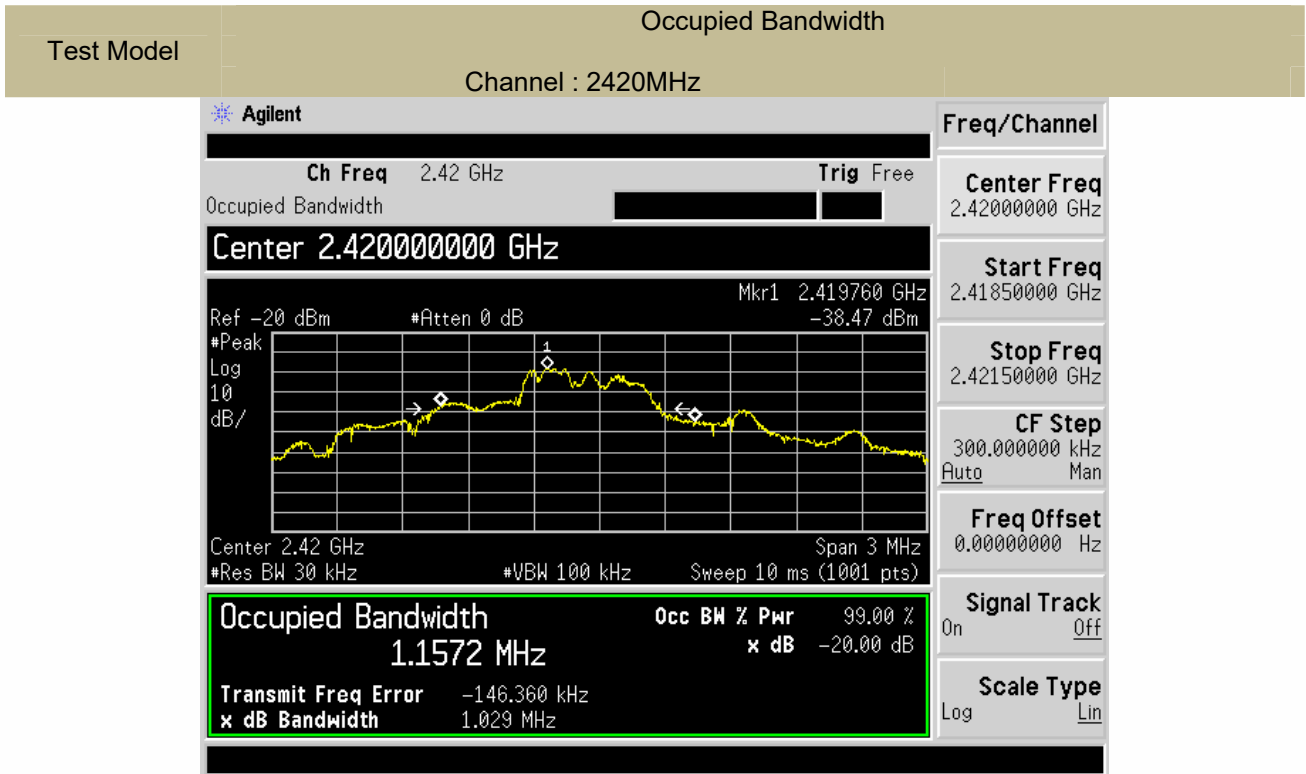 Occupied Bandwidth
Test Model
Channel : 2420MHz
Agilent
Freq/Channel
Ch Freq 2.42 GHz Trig Free
Occupied Bandwidth
Center 2.420000000 GHz
Mkr1 2.419760 GHz
Ref -20 dBm #Atten 0 dB -38.47 dBm
#Peak
Log
10
dB/
1
Center 2.42 GHz Span 3 MHz
#Res BW 30 kHz #VBW 100 kHz Sweep 10 ms (1001 pts)
Occupied Bandwidth Occ BW % Pwr 99.00 %
1.1572 MHz x dB -20.00 dB
Transmit Freq Error -146.360 kHz
x dB Bandwidth 1.029 MHz
Center Freq
2.42000000 GHz
Start Freq
2.41850000 GHz
Stop Freq
2.42150000 GHz
CF Step
300.000000 kHz
Auto Man
Freq Offset
0.00000000 Hz
Signal Track
On Off
Scale Type
Log Lin